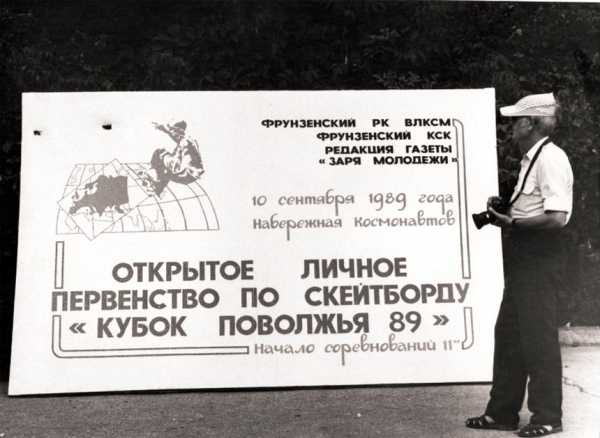 ФРУНЗЕНСКИЙ РК ВЛКСМ
ФРУНЗЕНСКИЙ КСК
РЕДАКЦИЯ ГАЗЕТЫ
«ЗАРЯ МОЛОДЕЖИ»
10 сентября 1989 года
Набережная Космонавтов
ОТКРЫТОЕ ЛИЧНОЕ
ПЕРВЕНСТВО ПО СКЕЙТБОРДУ
«КУБОК ПОВОЛЖЬЯ 89»
Начало соревнований 11°°